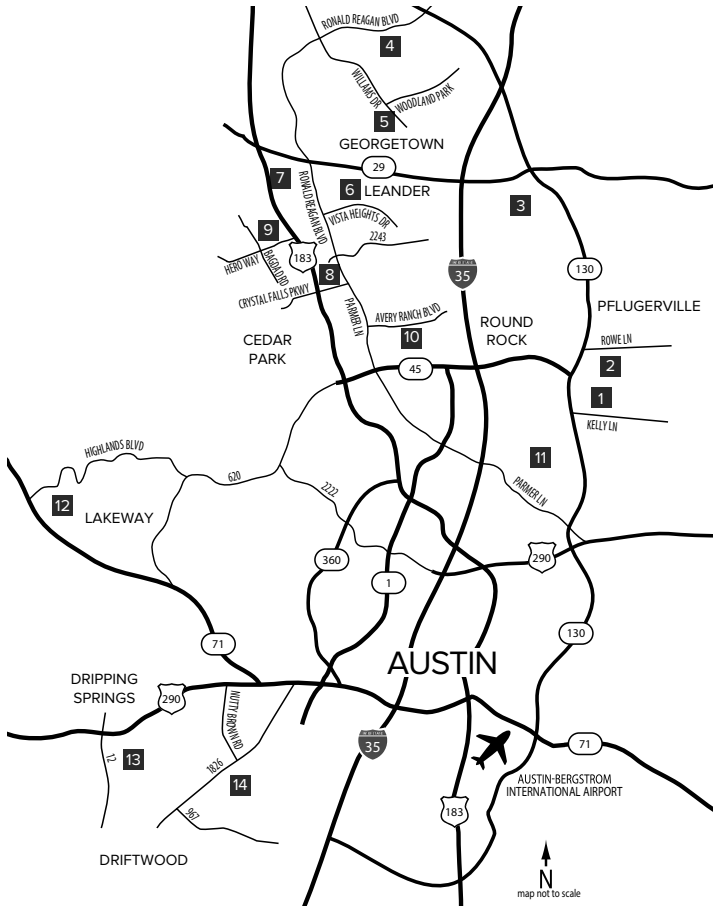 RONALD REAGAN BLVD
4
WILLIAMS DR
WOODLAND PARK
5
GEORGETOWN
29
7
RONALD REAGAN BLVD
6
LEANDER
3
VISTA HEIGHTS DR
9
2243
HERO WAY
BAGDAD RD
183
8
35
130
CRYSTAL FALLS PKWY
PARMER LN
AVERY RANCH BLVD
PFLUGERVILLE
10
ROUND
ROCK
CEDAR
PARK
ROWE LN
2
45
1
KELLY LN
HIGHLANDS BLVD
620
11
2222
PARMER LN
12
LAKEWAY
360
1
290
71
130
AUSTIN
DRIPPING
SPRINGS
290
NUTTY BROWN RD
35
71
12
13
1826
14
AUSTIN-BERGSTROM
INTERNATIONAL AIRPORT
967
183
DRIFTWOOD
N
map not to scale